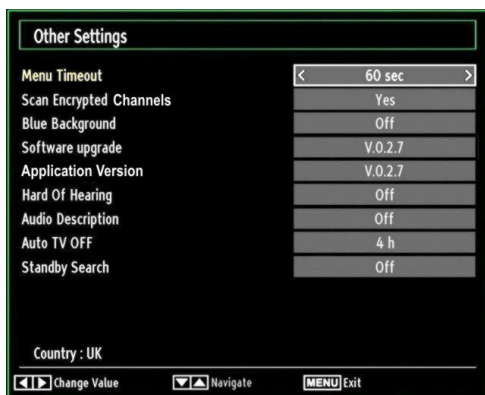 Other Settings
Menu Timeout < 60 sec >
Scan Encrypted Channels Yes
Blue Background Off
Software upgrade V.0.2.7
Application Version V.0.2.7
Hard Of Hearing Off
Audio Description Off
Auto TV OFF 4 h
Standby Search Off
Country : UK
Change Value Navigate MENU Exit